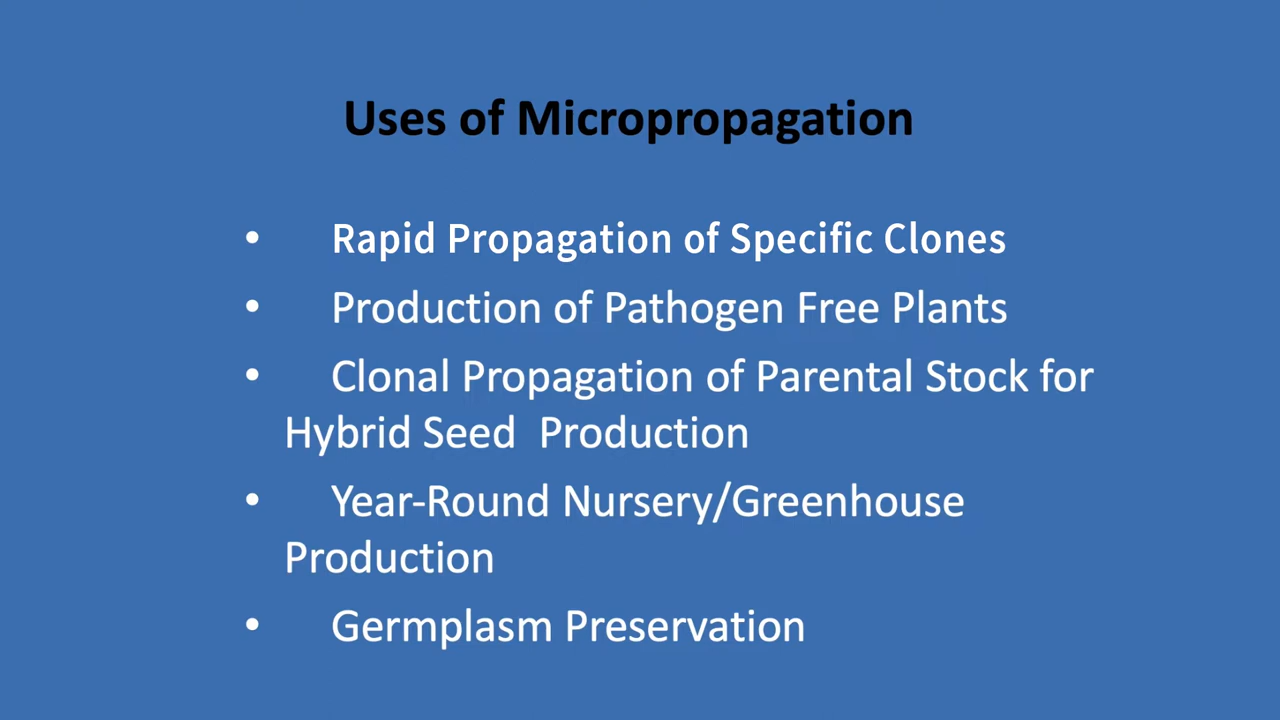 Uses of Micropropagation
• Rapid Propagation of Specific Clones
• Production of Pathogen Free Plants
• Clonal Propagation of Parental Stock for
Hybrid Seed Production
• Year-Round Nursery/Greenhouse
Production
• Germplasm Preservation